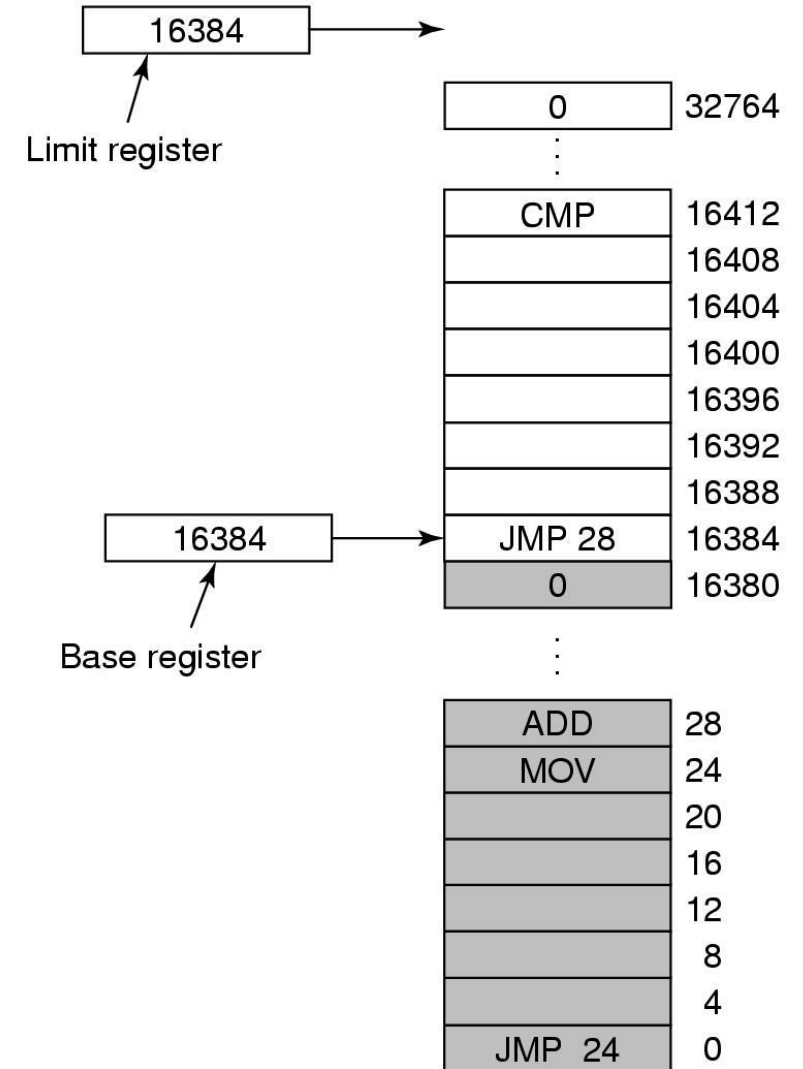 16384
Limit register
0 32764
CMP 16412
16408
16404
16400
16396
16392
16388
16384 JMP 28 16384
0 16380
Base register
ADD 28
MOV 24
20
16
12
8
4
JMP 24 0